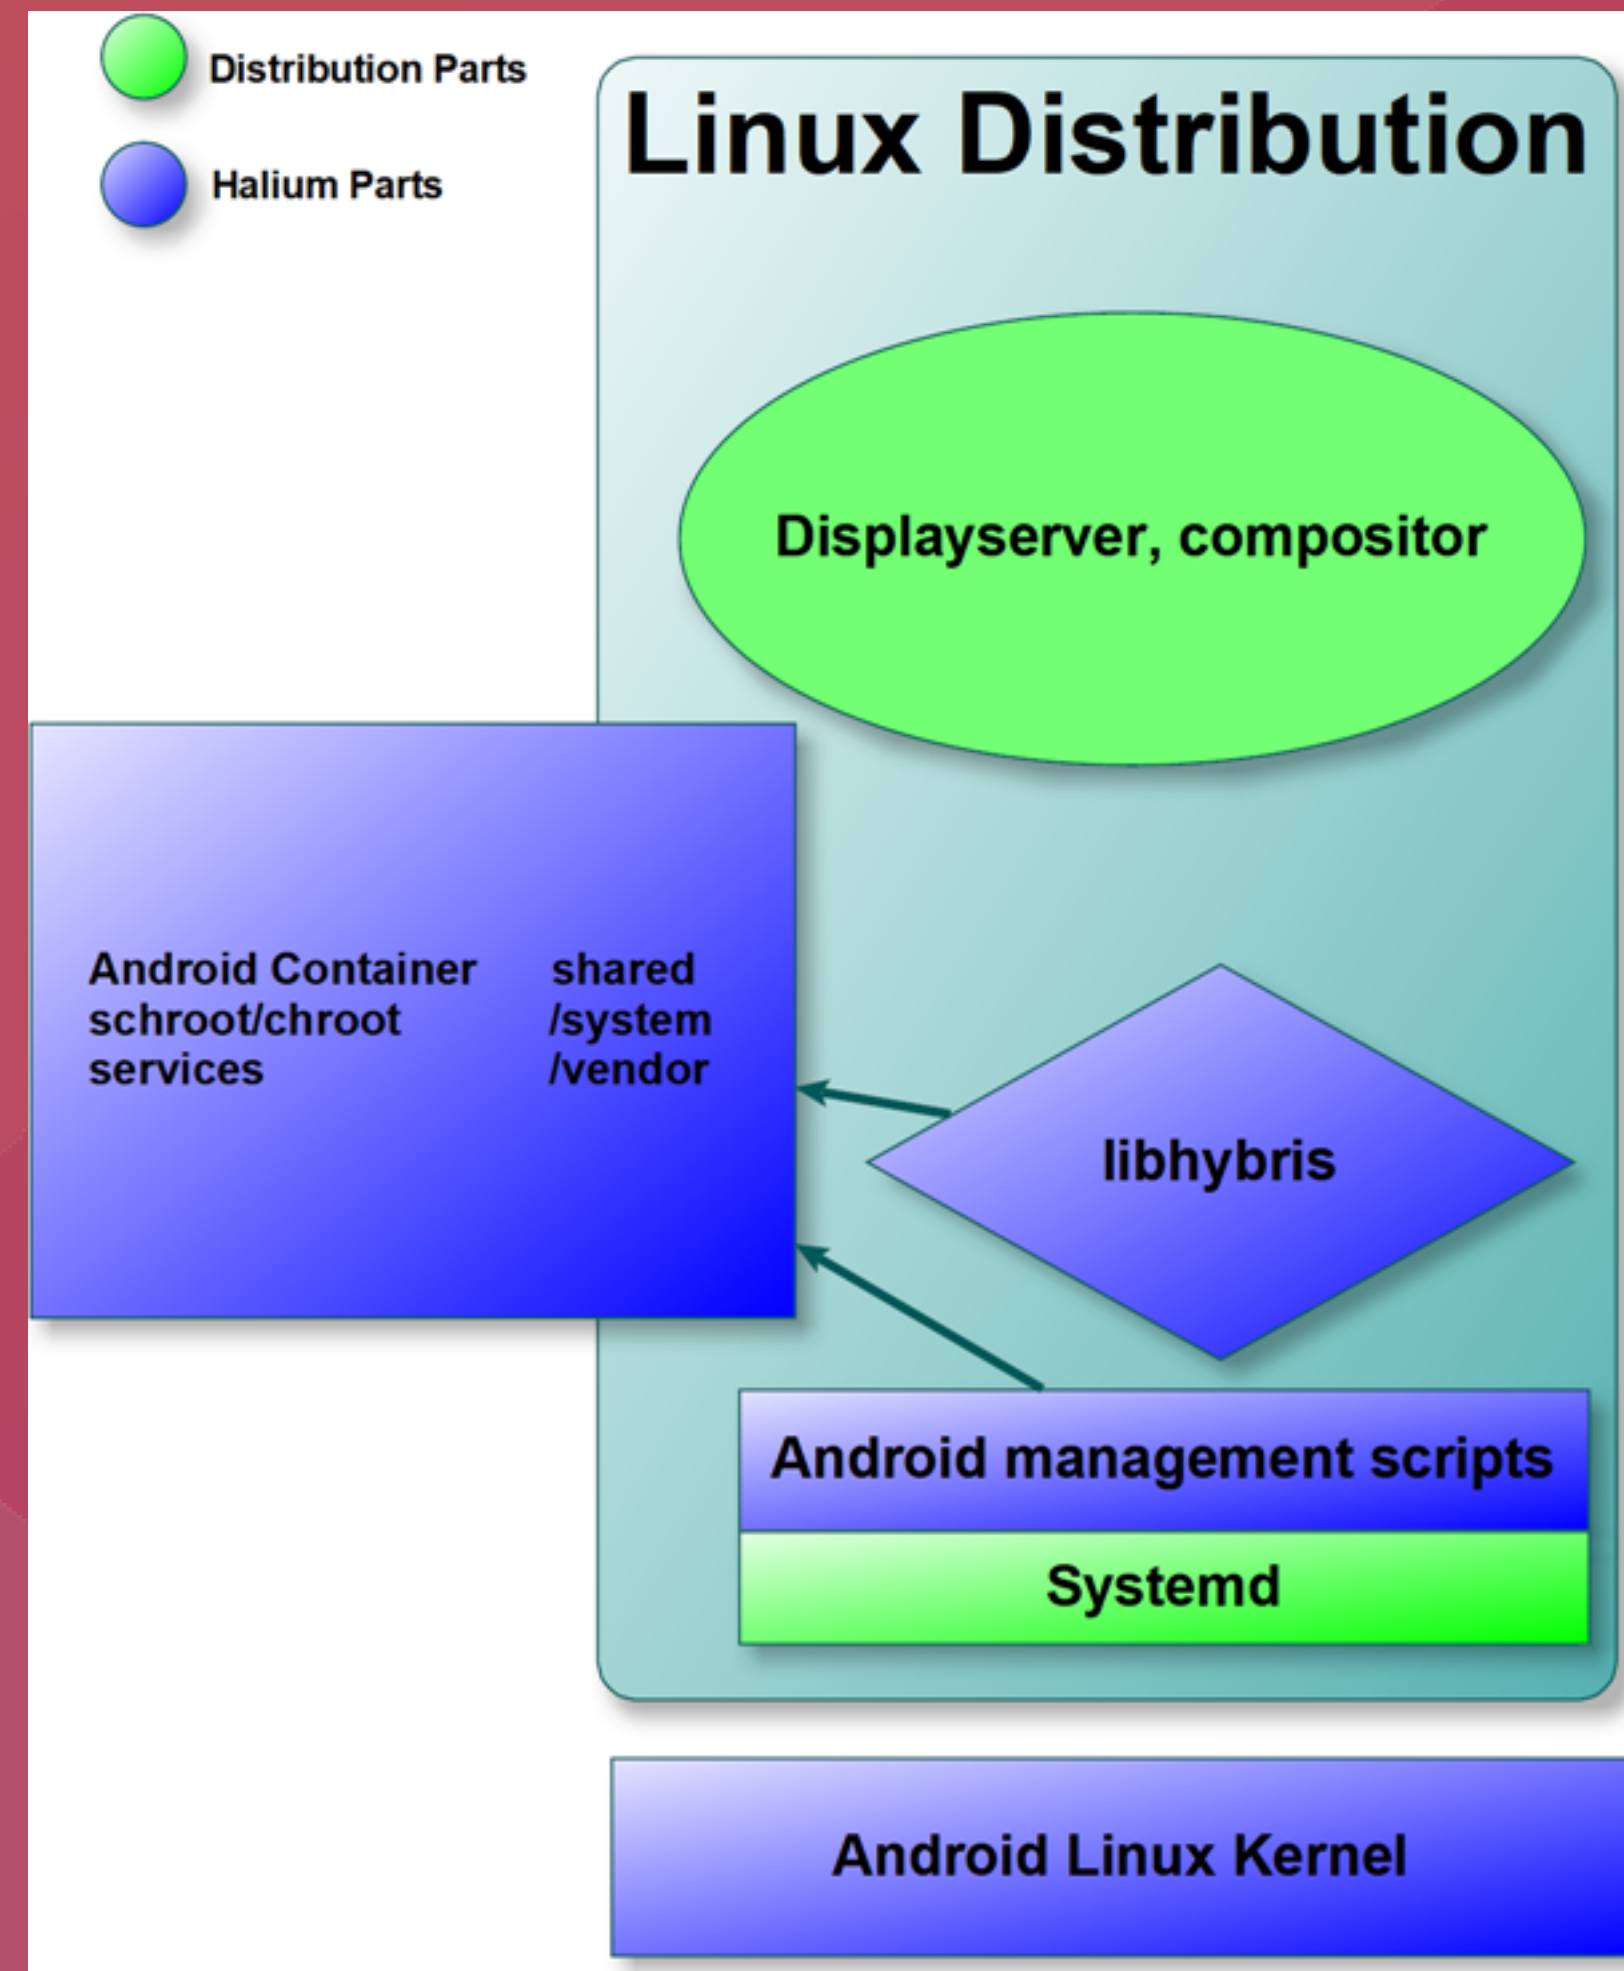 Distribution Parts
Halium Parts
Linux Distribution
Displayserver, compositor
Android Container shared
schroot/chroot /system
services /vendor
libhybris
Android management scripts
Systemd
Android Linux Kernel